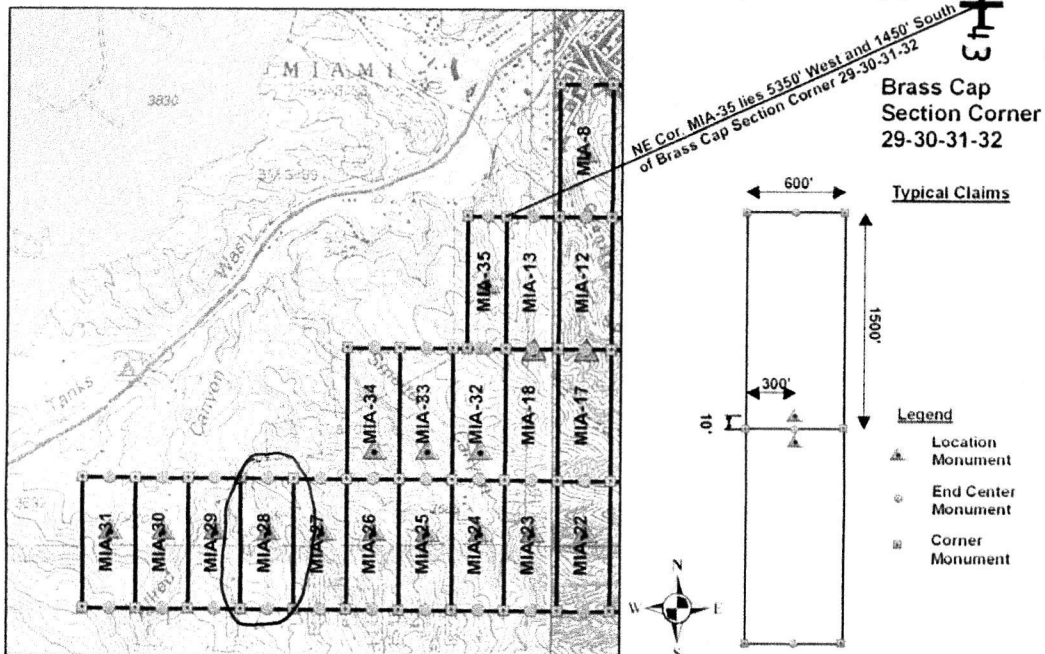 MIAMI
3830
Wash
Tanks
Canyon
MIA-8
MIA-35
MIA-13
MIA-12
MIA-34
MIA-33
MIA-32
MIA-18
MIA-17
MIA-31
MIA-30
MIA-29
MIA-28
MIA-27
MIA-26
MIA-25
MIA-24
MIA-23
MIA-22
NE Cor. MIA-35 lies 5350' West and 1450' South
of Brass Cap Section Corner 29-30-31-32
43
Brass Cap
Section Corner
29-30-31-32
Typical Claims
600'
1500'
300'
10'
Legend
Location
Monument
End Center
Monument
Corner
Monument
N
W E
S